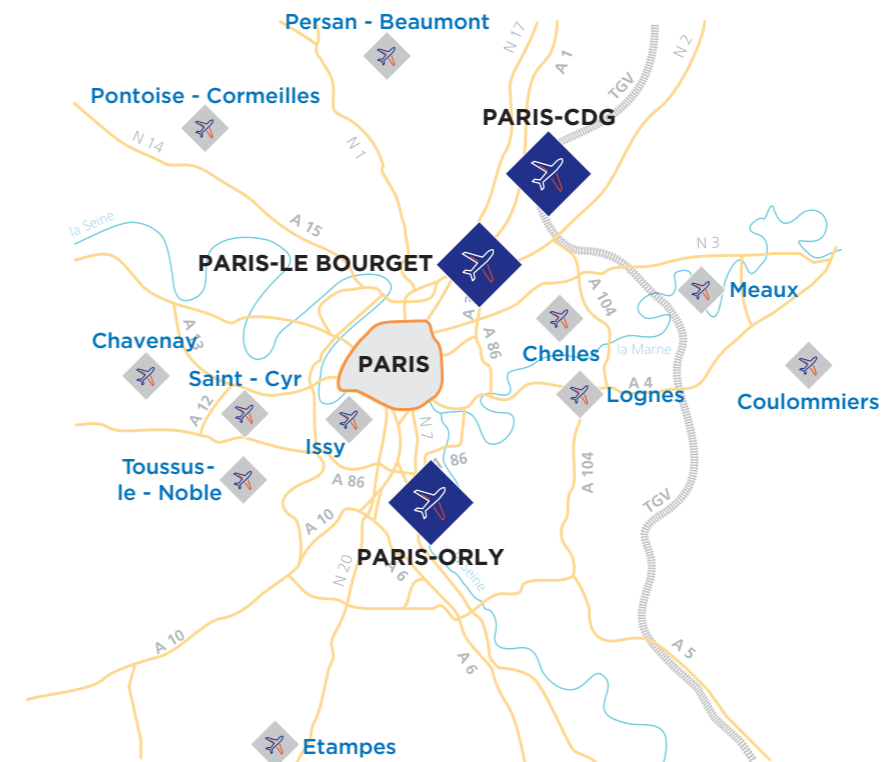 Persan - Beaumont
N 17
A 1
N 2
TGV
Pontoise - Cormeilles
PARIS-CDG
N 14
N 1
la Seine
A 15
N 3
PARIS-LE BOURGET
A 104
Meaux
A 3
A 13
A 86
Chavenay
Chelles
la Marne
PARIS
Saint - Cyr
A 4
Lognes
Coulommiers
A 12
Issy
N 7
Toussus-
le - Noble
A 86
86
A 104
TGV
A 10
PARIS-ORLY
N 20
A 6
Seine
A 10
A 6
A 5
Etampes